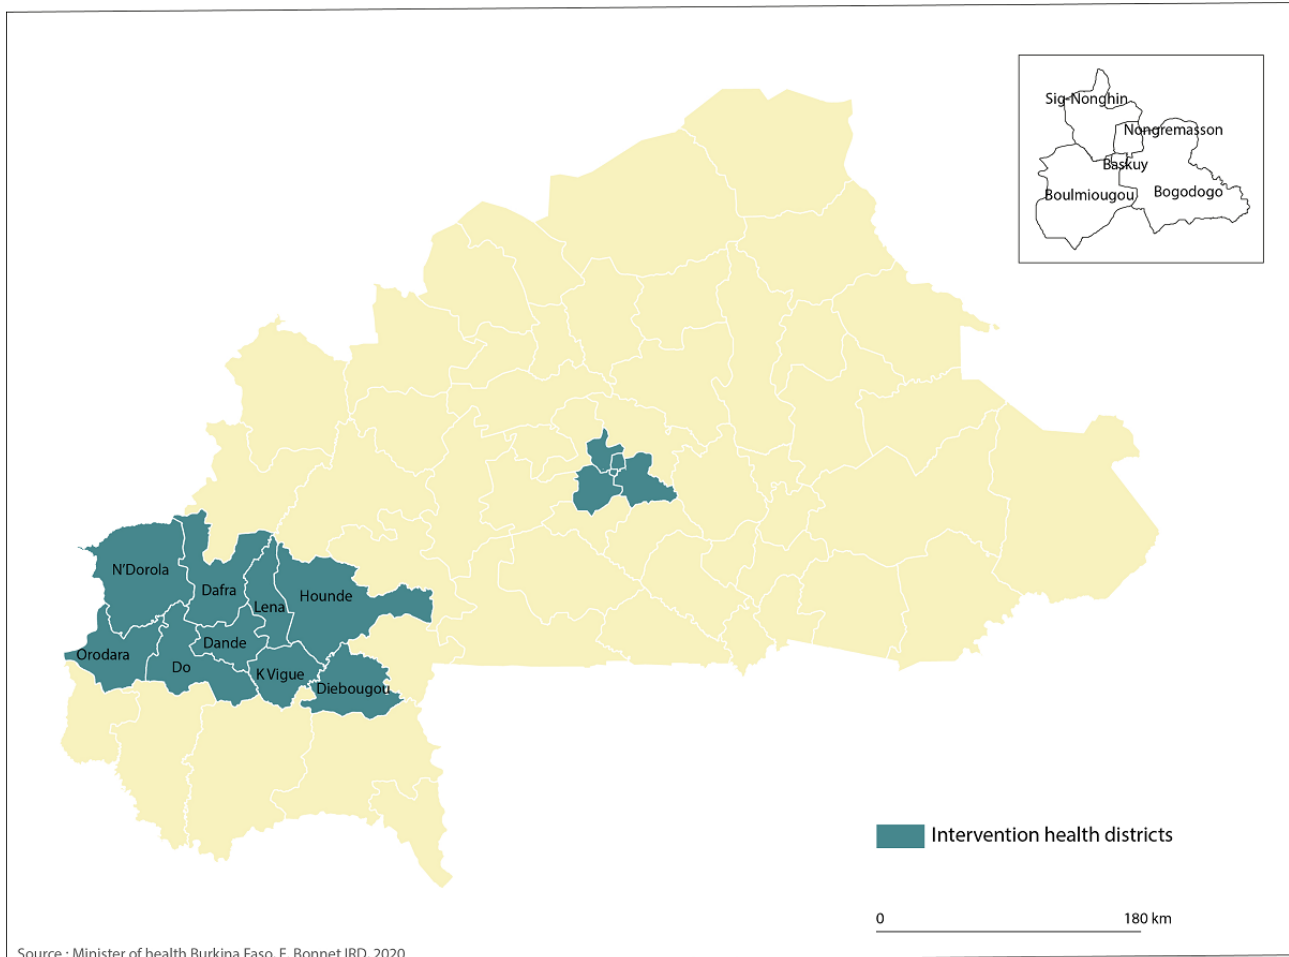 Sig-Nonghin
Nongremasson
Baskuy
Boulmiougou
Bogodogo
N'Dorola
Dafra
Lena
Hounde
Dande
Orodara
Do
K Vigue
Diebougou
Intervention health districts
0 180 km
Source : Minister of health Burkina Faso, E. Bonnet IRD, 2020